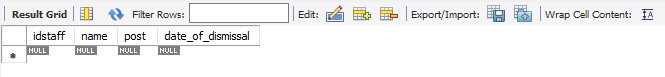 Result Grid Filter Rows: Edit: Export/Import: Wrap Cell Content:
idstaff name post date_of_dismissal
NULL NULL NULL NULL